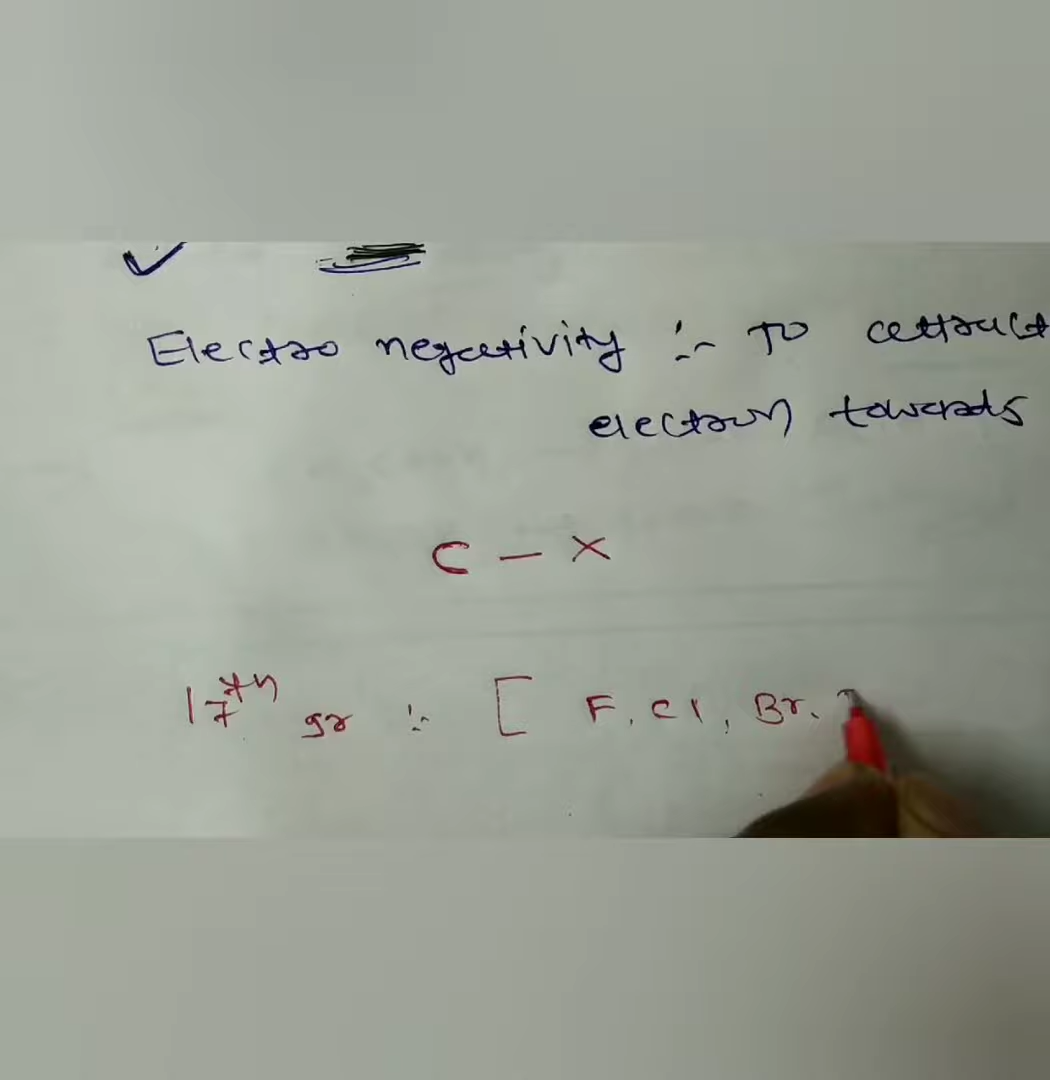 Electro negativity :- To attract
electron towards
C - X
17th gr :- [ F, Cl, Br,